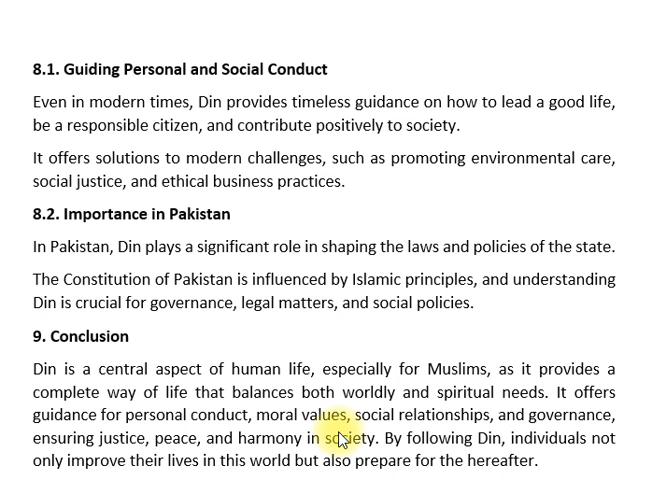 8.1. Guiding Personal and Social Conduct
Even in modern times, Din provides timeless guidance on how to lead a good life,
be a responsible citizen, and contribute positively to society.
It offers solutions to modern challenges, such as promoting environmental care,
social justice, and ethical business practices.
8.2. Importance in Pakistan
In Pakistan, Din plays a significant role in shaping the laws and policies of the state.
The Constitution of Pakistan is influenced by Islamic principles, and understanding
Din is crucial for governance, legal matters, and social policies.
9. Conclusion
Din is a central aspect of human life, especially for Muslims, as it provides a
complete way of life that balances both worldly and spiritual needs. It offers
guidance for personal conduct, moral values, social relationships, and governance,
ensuring justice, peace, and harmony in society. By following Din, individuals not
only improve their lives in this world but also prepare for the hereafter.